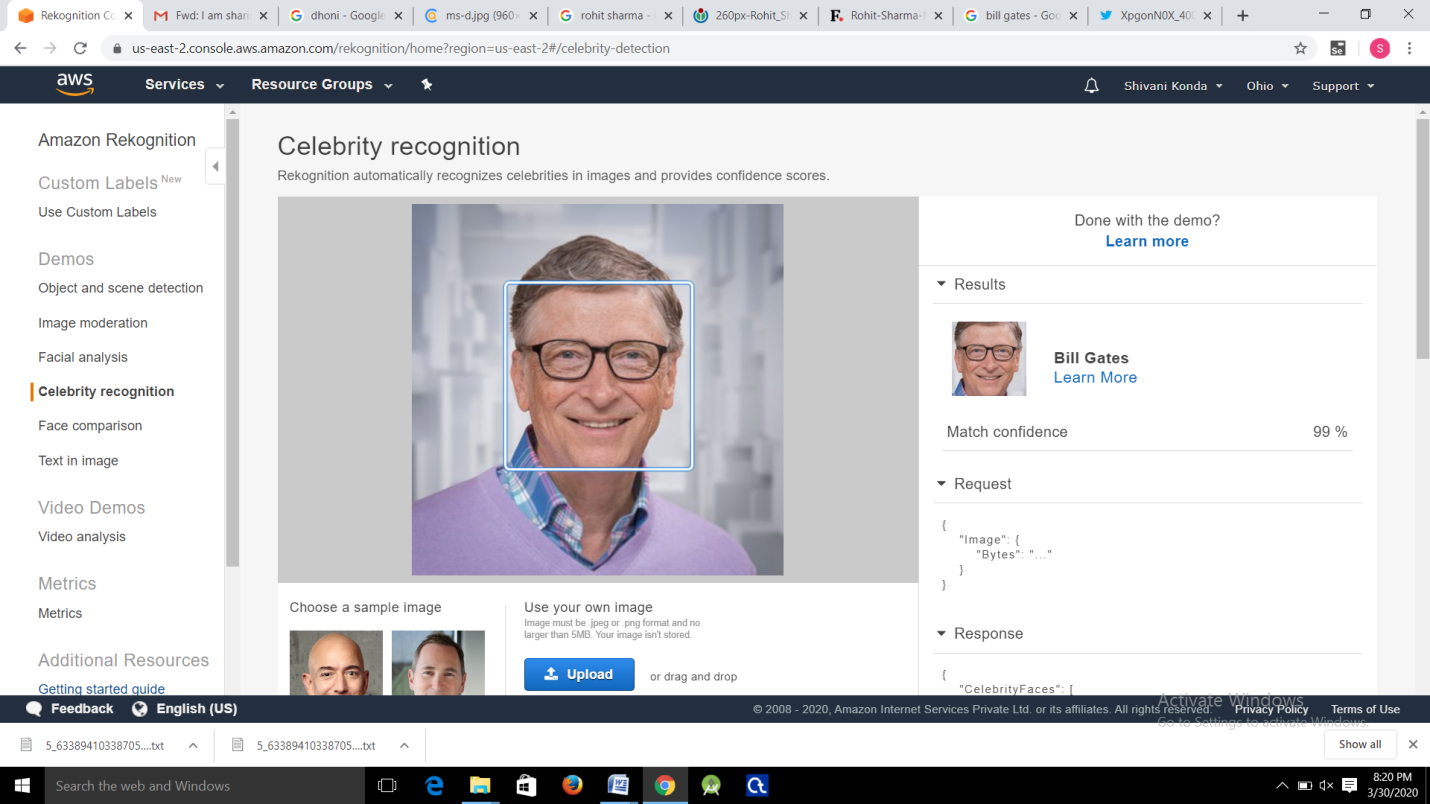 Rekognition Co
Fwd: I am shari
dhoni - Google
ms-d.jpg (960×
rohit sharma -
260px-Rohit_Sh
Rohit-Sharma-
bill gates - Goo
XpgonN0X_400
us-east-2.console.aws.amazon.com/rekognition/home?region=us-east-2#/celebrity-detection
Se
S
aws
Services
Resource Groups
Shivani Konda
Ohio
Support
Amazon Rekognition
Custom Labels New
Use Custom Labels
Demos
Object and scene detection
Image moderation
Facial analysis
Celebrity recognition
Face comparison
Text in image
Video Demos
Video analysis
Metrics
Metrics
Additional Resources
Getting started guide
Celebrity recognition
Rekognition automatically recognizes celebrities in images and provides confidence scores.
Choose a sample image
Use your own image
Image must be .jpeg or .png format and no
larger than 5MB. Your image isn't stored.
Upload
or drag and drop
Done with the demo?
Learn more
Results
Bill Gates
Learn More
Match confidence 99 %
Request
{
"Image": {
"Bytes": "..."
}
}
Response
{
"CelebrityFaces": [
Activate Windows
Go to Settings to activate Windows.
Feedback
English (US)
© 2008 - 2020, Amazon Internet Services Private Ltd. or its affiliates. All rights reserved.
Privacy Policy
Terms of Use
5_63389410338705....txt
5_63389410338705....txt
Show all
Search the web and Windows
8:20 PM
3/30/2020